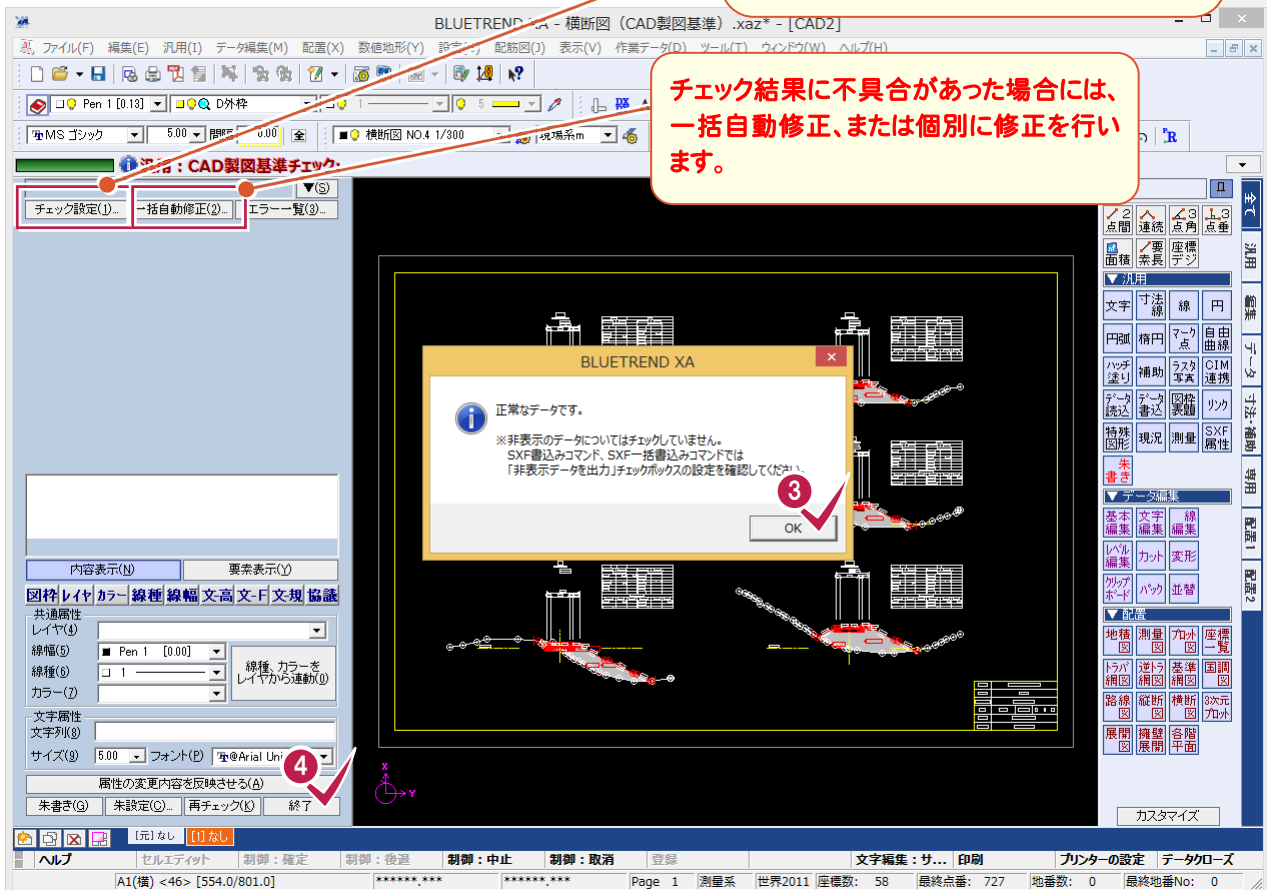 BLUETREND XA - 横断図（CAD製図基準）.xaz* - [CAD2]
ファイル(F) 編集(E) 汎用(I) データ編集(M) 配置(X) 数値地形(Y) 配筋図(J) 表示(V) 作業データ(D) ツール(T) ウィンドウ(W) ヘルプ(H)
チェック結果に不具合があった場合には、
一括自動修正、または個別に修正を行い
ます。
Pen 1 [0.13] D外枠 1 5
MS ゴシック 5.00 間隔 0.00 全 横断図 NO.4 1/300 現場系m
汎用：CAD製図基準チェック:
▼(S)
チェック設定(1)... 一括自動修正(2)... エラー一覧(3)...
BLUETREND XA
正常なデータです。
※非表示のデータについてはチェックしていません。
SXF書込みコマンド、SXF一括書込みコマンドでは
「非表示データを出力」チェックボックスの設定を確認してください。
3
OK
内容表示(N) 要素表示(Y)
図枠 レイヤ カラー 線種 線幅 文-高 文-F 文-規 協議
共通属性
レイヤ(4)
線幅(5) Pen 1 [0.00]
線種(6) 1
カラー(7)
線種、カラーを
レイヤから連動(0)
文字属性
文字列(8)
サイズ(9) 5.00 フォント(P) @Arial Uni
4
属性の変更内容を反映させる(A)
朱書き(G) 朱設定(C)... 再チェック(K) 終了
X
Y
2点間 連続 3点角 3点垂
面積 要素長 座標デジ
▼ 汎用
文字 寸法線 線 円
円弧 楕円 マーク点 自由曲線
ハッチ塗り 補助 ラスタ写真 CIM連携
データ読込 データ書込 図枠表題 リンク
特殊図形 現況 測量 SXF属性
朱書き
▼ データ編集
基本編集 文字編集 線編集
レベル編集 カット 変形
クリップボード パック 並替
▼ 配置
地積図 測量図 プロット図 座標一覧
トラバ網図 逆トラ網図 基準網図 国調図
路線図 縦断図 横断図 3次元プロット
展開図 擁壁展開 各階平面
カスタマイズ
全て
汎用
編集
データ
寸法・補助
専用
配置1
配置2
[元] なし [1] なし
ヘルプ セルエディット 制御：確定 制御：後退 制御：中止 制御：取消 登録 文字編集：サ... 印刷 プリンターの設定 データクローズ
A1(横) <46> [554.0/801.0] ******.*** ******.*** Page 1 測量系 世界2011 座標数: 58 最終点番: 727 地番数: 0 最終地番No: 0